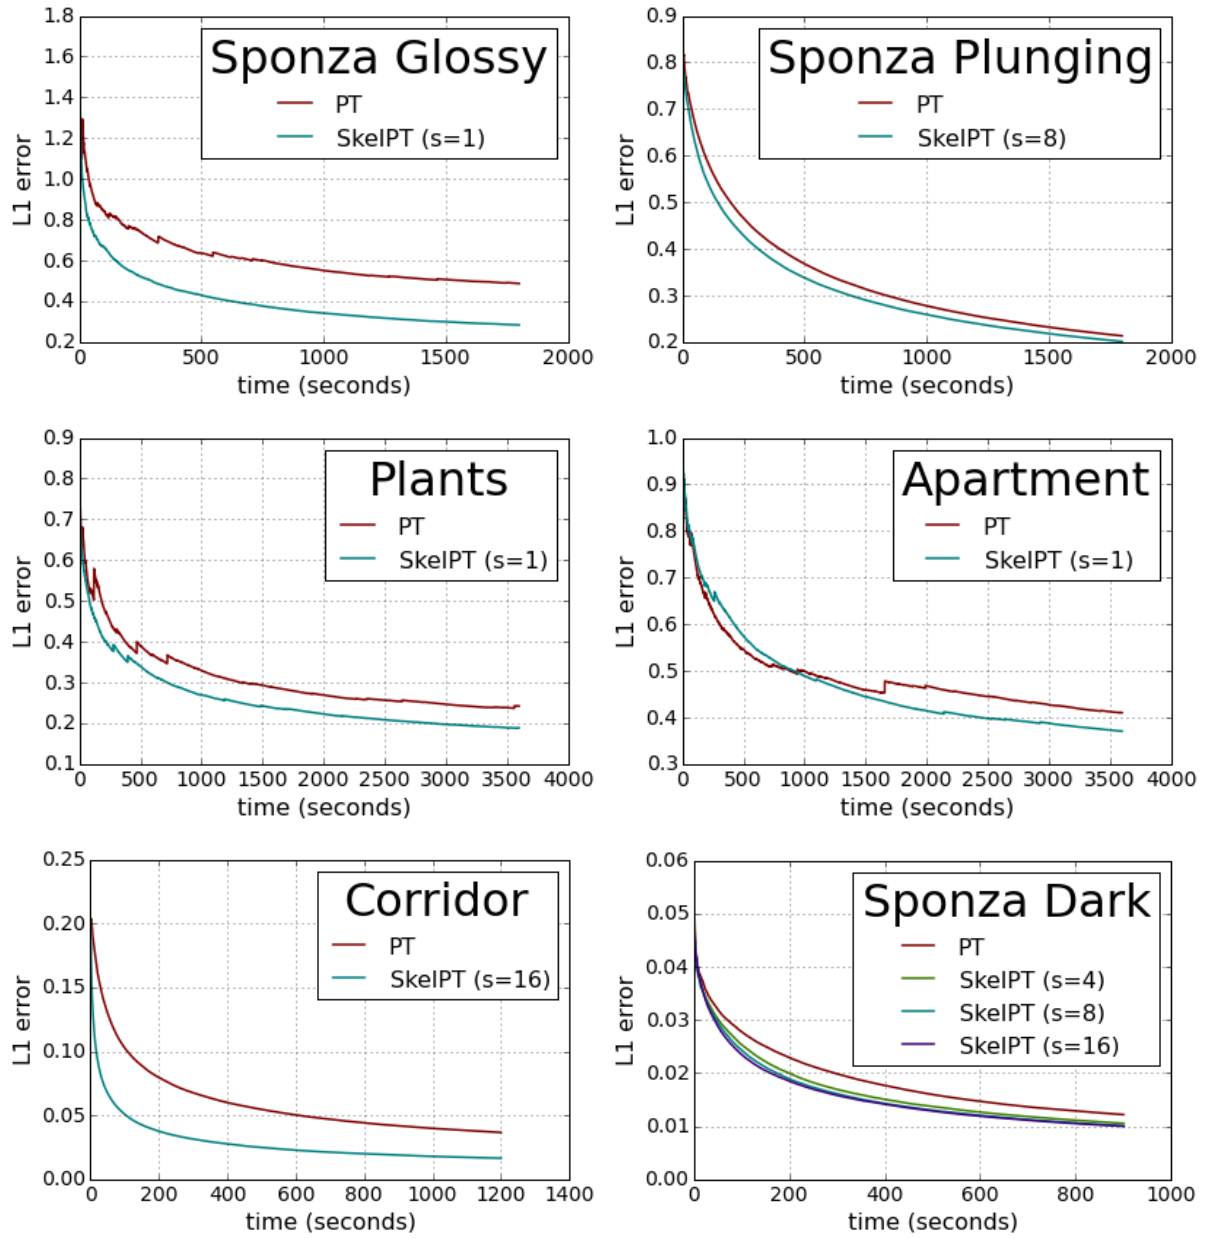 Sponza Glossy
PT
SkelPT (s=1)
L1 error
1.8
1.6
1.4
1.2
1.0
0.8
0.6
0.4
0.2
0 500 1000 1500 2000
time (seconds)
Sponza Plunging
PT
SkelPT (s=8)
L1 error
0.9
0.8
0.7
0.6
0.5
0.4
0.3
0.2
0 500 1000 1500 2000
time (seconds)
Plants
PT
SkelPT (s=1)
L1 error
0.9
0.8
0.7
0.6
0.5
0.4
0.3
0.2
0.1
0 500 1000 1500 2000 2500 3000 3500 4000
time (seconds)
Apartment
PT
SkelPT (s=1)
L1 error
1.0
0.9
0.8
0.7
0.6
0.5
0.4
0.3
0 500 1000 1500 2000 2500 3000 3500 4000
time (seconds)
Corridor
PT
SkelPT (s=16)
L1 error
0.25
0.20
0.15
0.10
0.05
0.00
0 200 400 600 800 1000 1200 1400
time (seconds)
Sponza Dark
PT
SkelPT (s=4)
SkelPT (s=8)
SkelPT (s=16)
L1 error
0.06
0.05
0.04
0.03
0.02
0.01
0.00
0 200 400 600 800 1000
time (seconds)